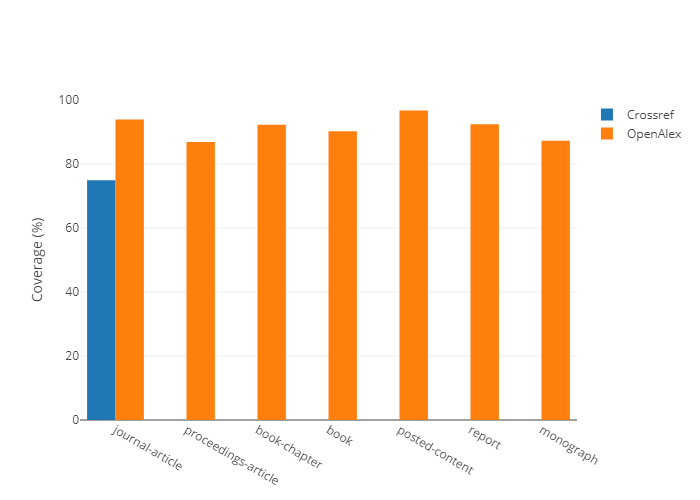 100
80
60
40
20
0
Coverage (%)
journal-article
proceedings-article
book-chapter
book
posted-content
report
monograph
Crossref
OpenAlex